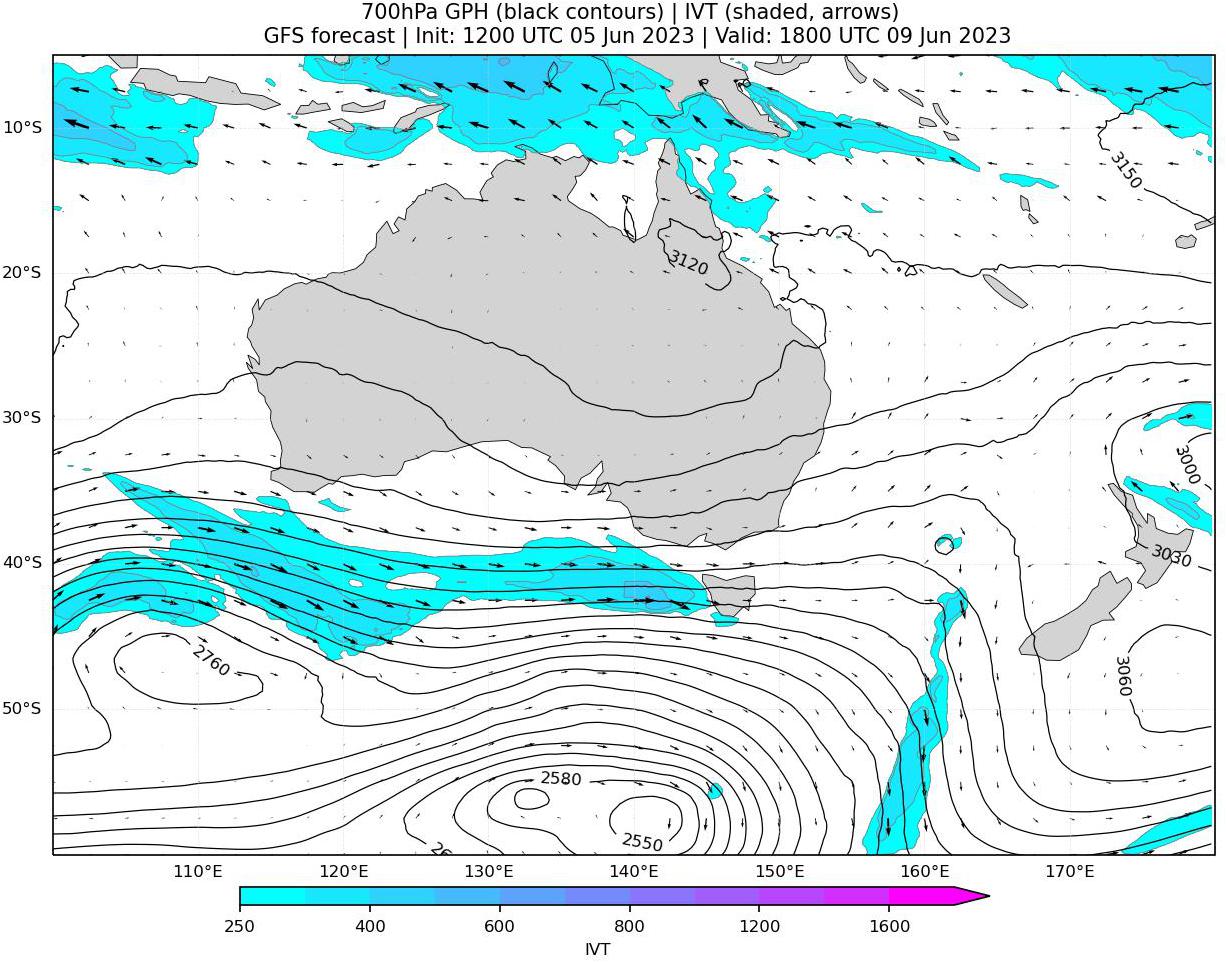 700hPa GPH (black contours) | IVT (shaded, arrows)
GFS forecast | Init: 1200 UTC 05 Jun 2023 | Valid: 1800 UTC 09 Jun 2023
10°S
3150
3120
20°S
30°S
3000
3030
40°S
2760
3060
50°S
2580
2550
26
110°E 120°E 130°E 140°E 150°E 160°E 170°E
250 400 600 800 1200 1600
IVT